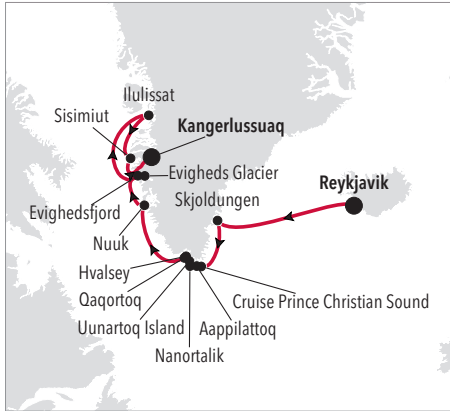 Ilulissat
Sisimiut
Kangerlussuaq
Evigheds Glacier
Reykjavik
Skjoldungen
Evighedsfjord
Nuuk
Hvalsey
Qaqortoq
Cruise Prince Christian Sound
Uunartoq Island
Aappilattoq
Nanortalik